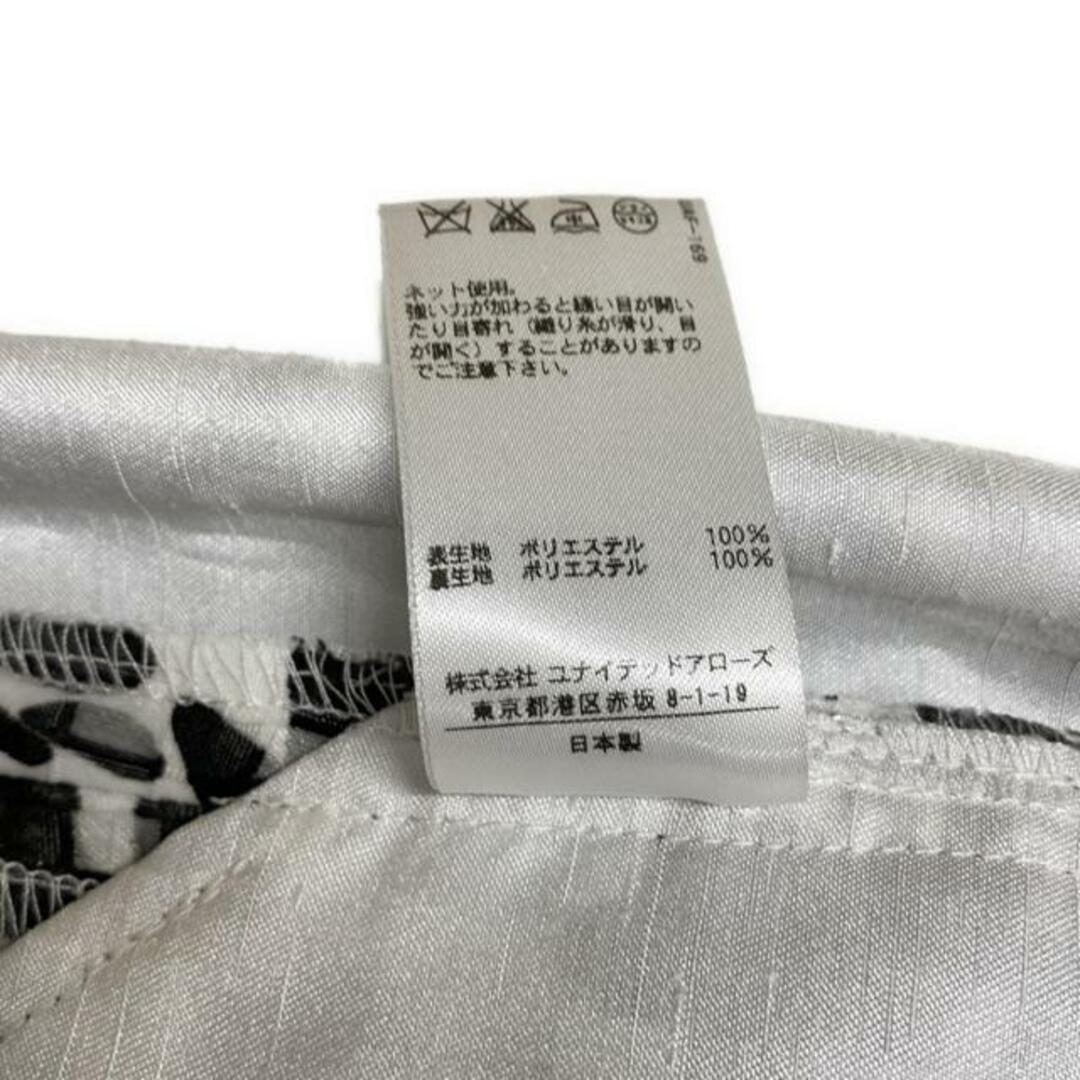 ネット使用。
強い力が加わると縫い目が開い
たり目寄れ（織り糸が滑り、目
が開く）することがありますの
でご注意下さい。
表生地 ポリエステル 100%
裏生地 ポリエステル 100%
株式会社 ユナイテッドアローズ
東京都港区赤坂 8-1-19
日本製